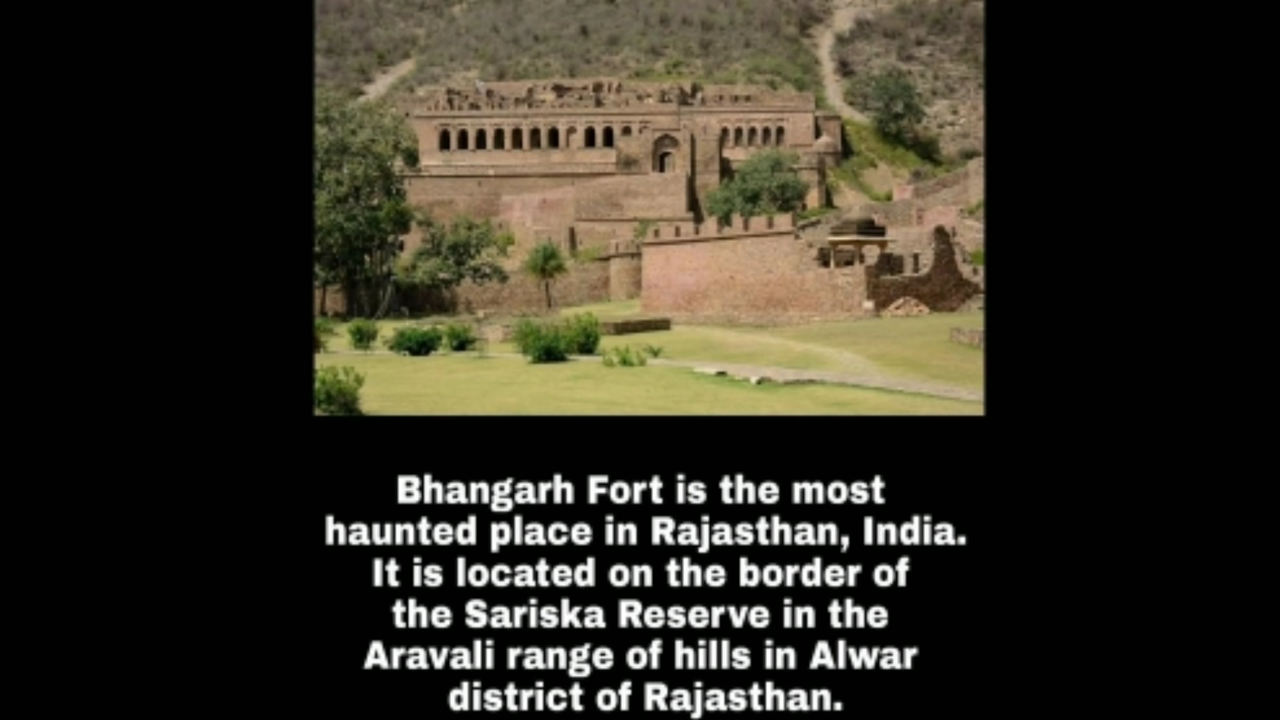 Bhangarh Fort is the most
haunted place in Rajasthan, India.
It is located on the border of
the Sariska Reserve in the
Aravali range of hills in Alwar
district of Rajasthan.